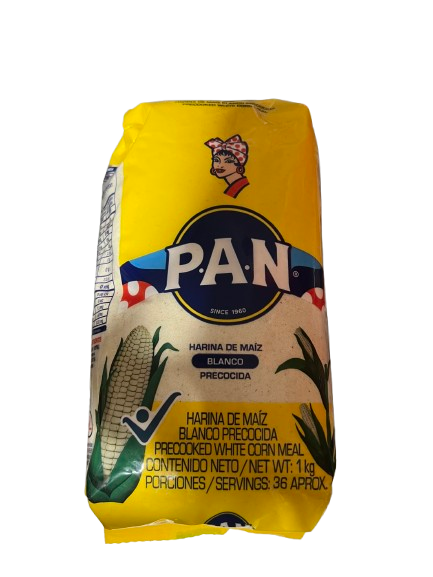 P.A.N®
SINCE 1960
HARINA DE MAÍZ
BLANCO
PRECOCIDA
HARINA DE MAÍZ
BLANCO PRECOCIDA
PRECOOKED WHITE CORN MEAL
CONTENIDO NETO/NET WT: 1 kg
PORCIONES/SERVINGS: 36 APROX.